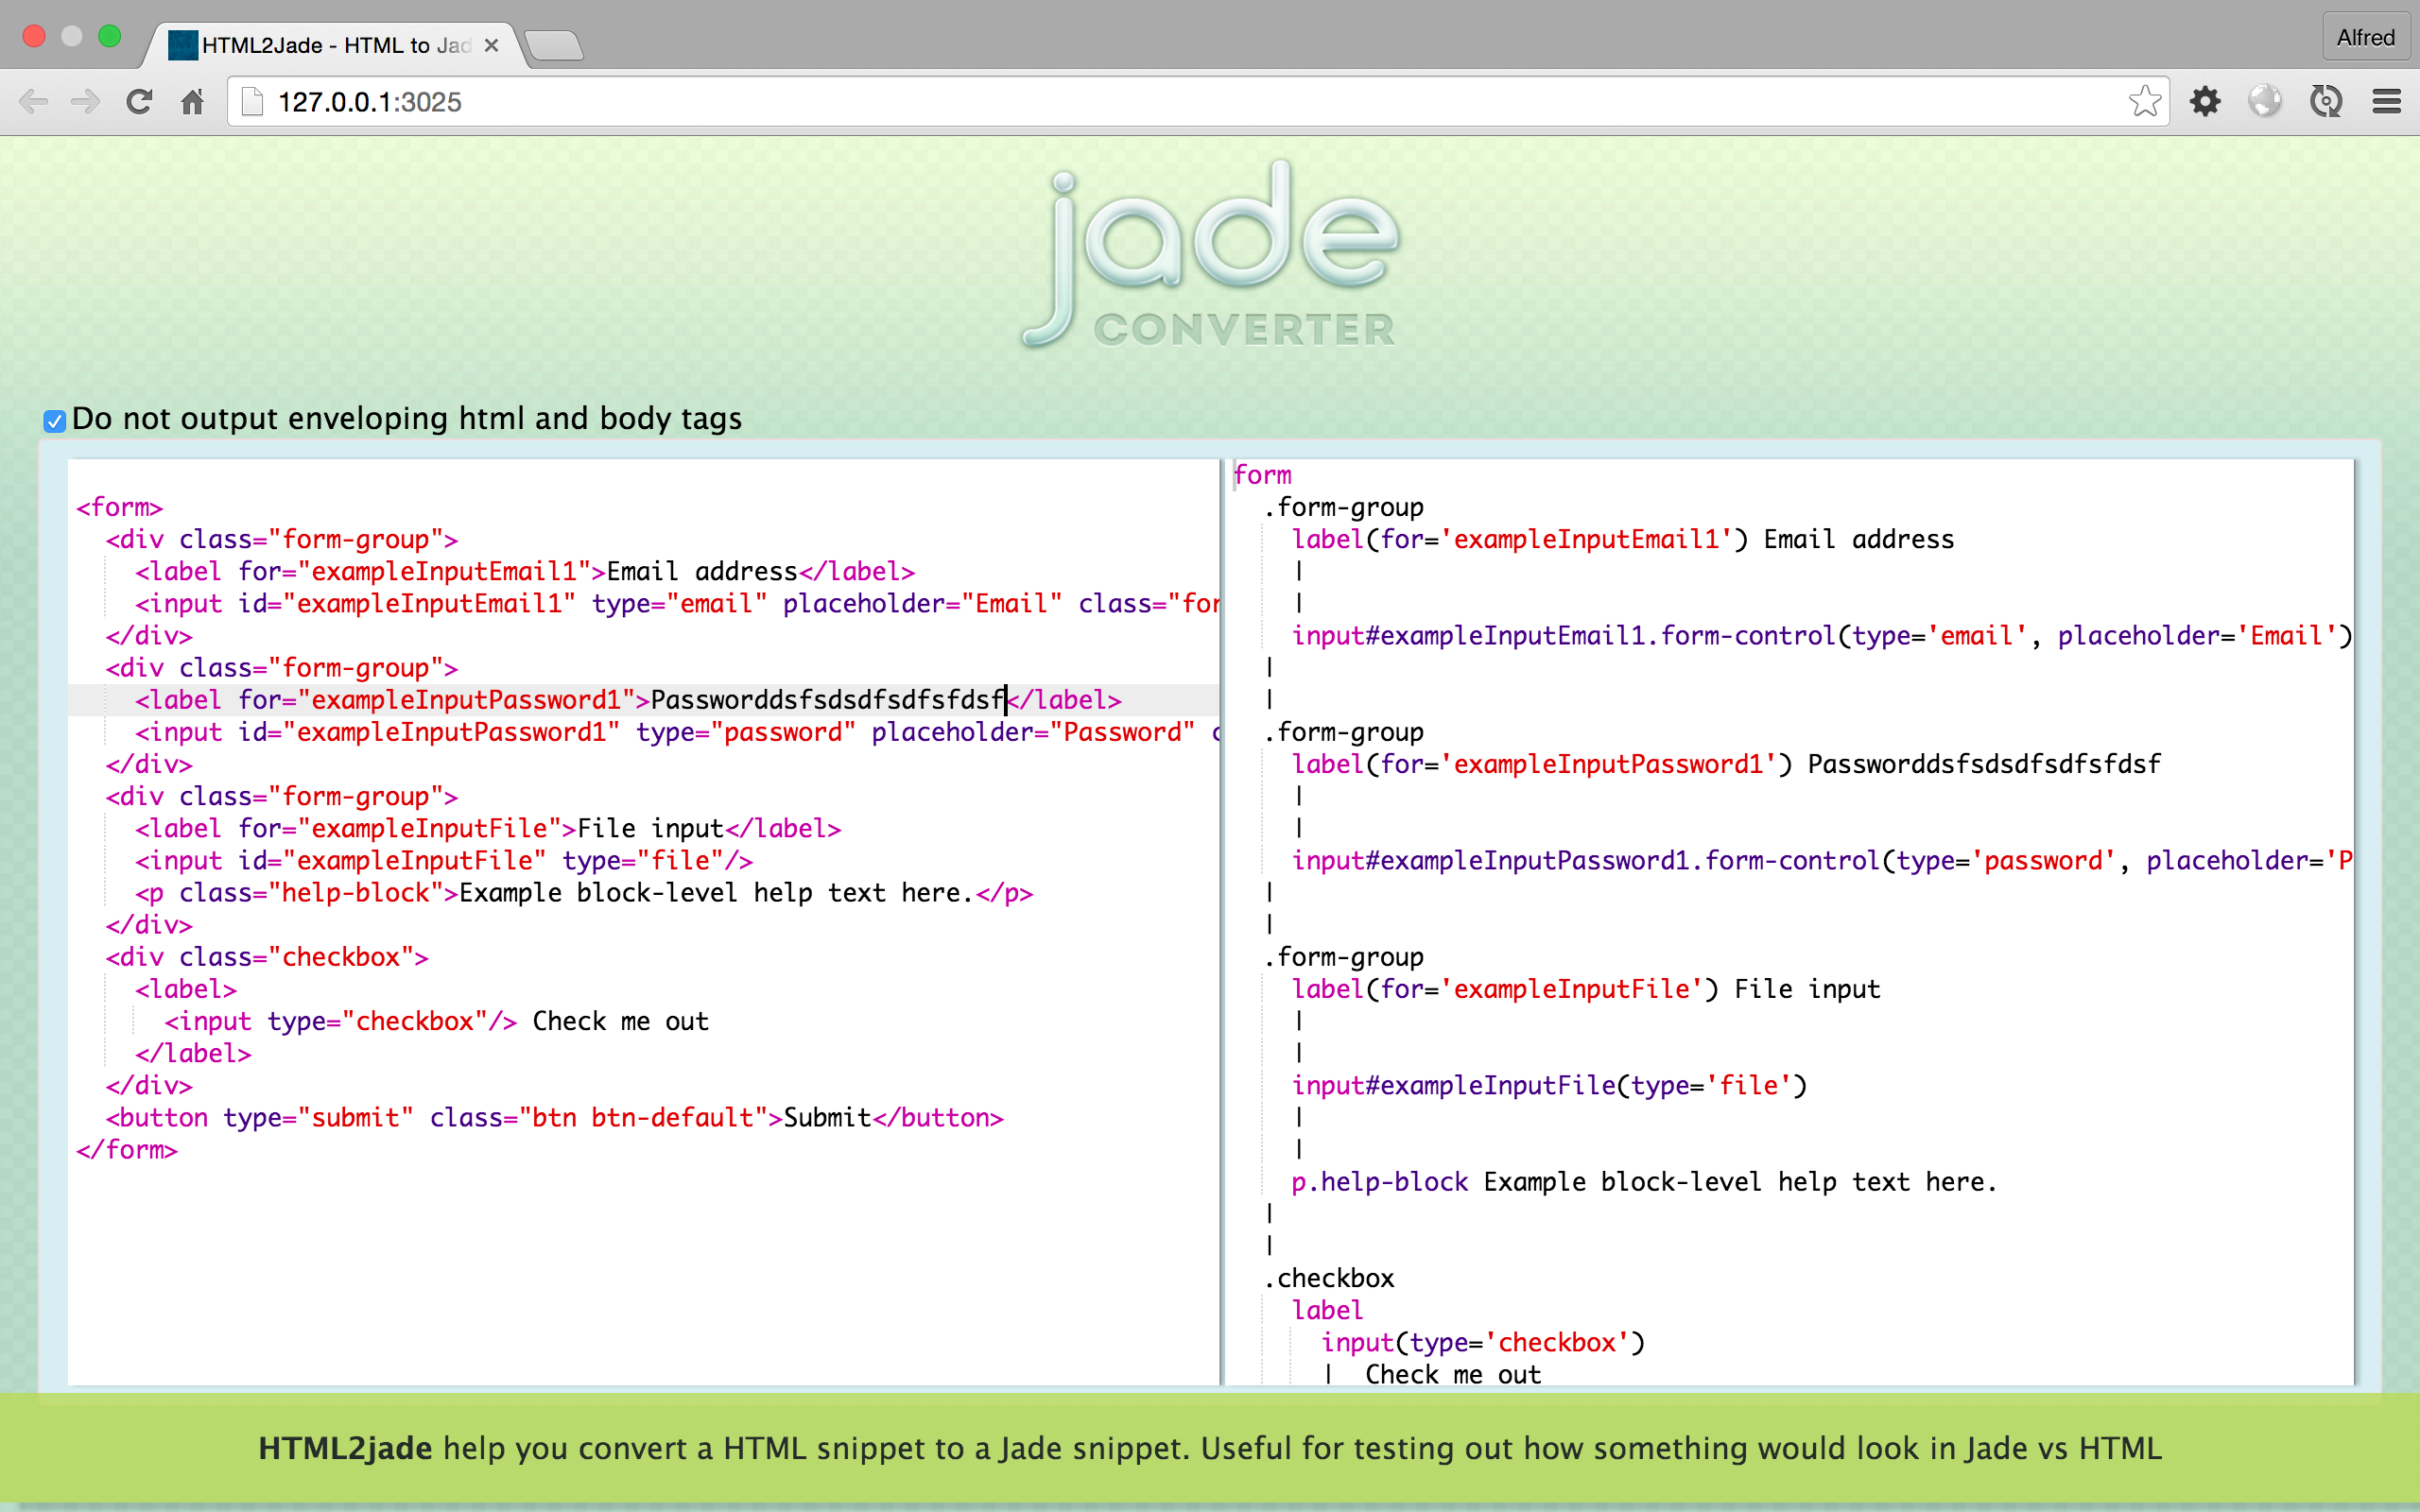 HTML2Jade - HTML to Jad
Alfred
127.0.0.1:3025
jade
CONVERTER
Do not output enveloping html and body tags
<form>
  <div class="form-group">
    <label for="exampleInputEmail1">Email address</label>
    <input id="exampleInputEmail1" type="email" placeholder="Email" class="for
  </div>
  <div class="form-group">
    <label for="exampleInputPassword1">Passworddsfsdsdfsdfsfdsf</label>
    <input id="exampleInputPassword1" type="password" placeholder="Password" c
  </div>
  <div class="form-group">
    <label for="exampleInputFile">File input</label>
    <input id="exampleInputFile" type="file"/>
    <p class="help-block">Example block-level help text here.</p>
  </div>
  <div class="checkbox">
    <label>
      <input type="checkbox"/> Check me out
    </label>
  </div>
  <button type="submit" class="btn btn-default">Submit</button>
</form>
form
  .form-group
    label(for='exampleInputEmail1') Email address
    |
    |
    input#exampleInputEmail1.form-control(type='email', placeholder='Email')
  |
  |
  .form-group
    label(for='exampleInputPassword1') Passworddsfsdsdfsdfsfdsf
    |
    |
    input#exampleInputPassword1.form-control(type='password', placeholder='P
  |
  |
  .form-group
    label(for='exampleInputFile') File input
    |
    |
    input#exampleInputFile(type='file')
    |
    |
    p.help-block Example block-level help text here.
  |
  |
  .checkbox
    label
      input(type='checkbox')
      |  Check me out
HTML2jade help you convert a HTML snippet to a Jade snippet. Useful for testing out how something would look in Jade vs HTML